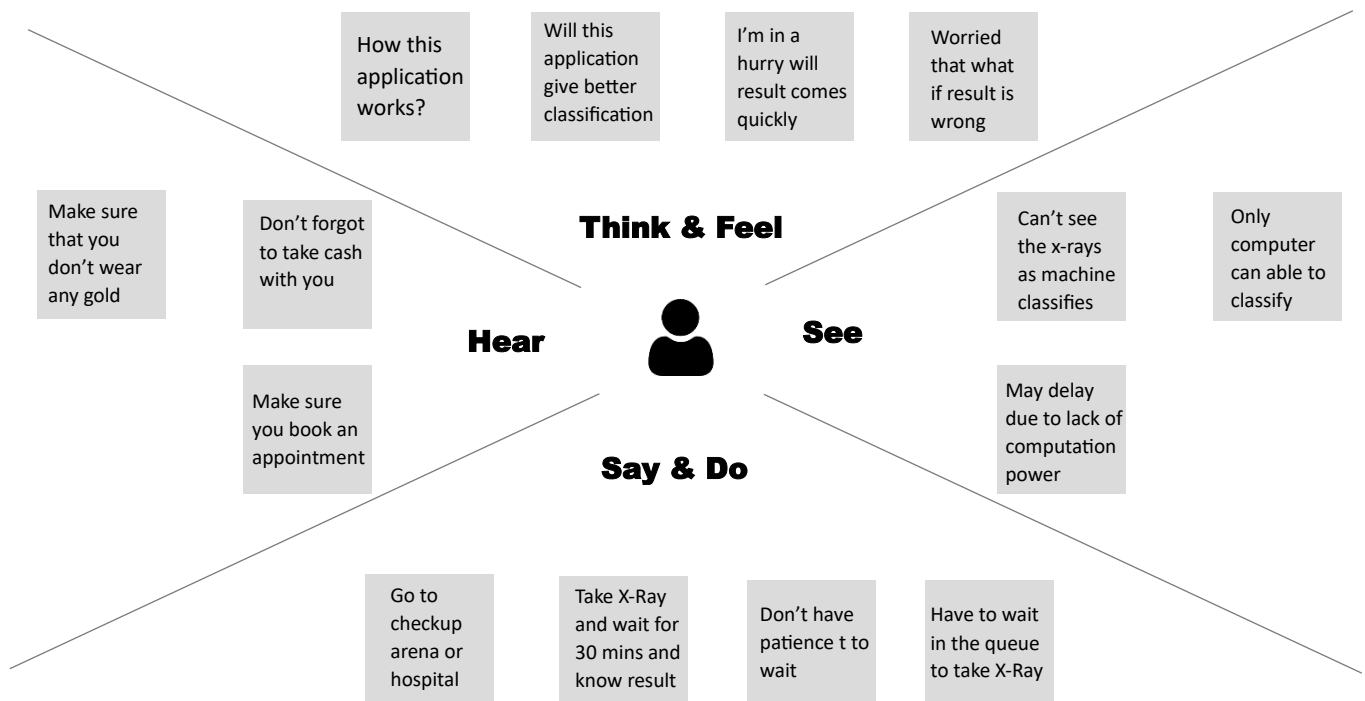 How this
application
works?
Will this
application
give better
classification
I'm in a
hurry will
result comes
quickly
Worried
that what
if result is
wrong
Think & Feel
Make sure
that you
don't wear
any gold
Don't forgot
to take cash
with you
Make sure
you book an
appointment
Hear
See
Can't see
the x-rays
as machine
classifies
Only
computer
can able to
classify
May delay
due to lack of
computation
power
Say & Do
Go to
checkup
arena or
hospital
Take X-Ray
and wait for
30 mins and
know result
Don't have
patience t to
wait
Have to wait
in the queue
to take X-Ray